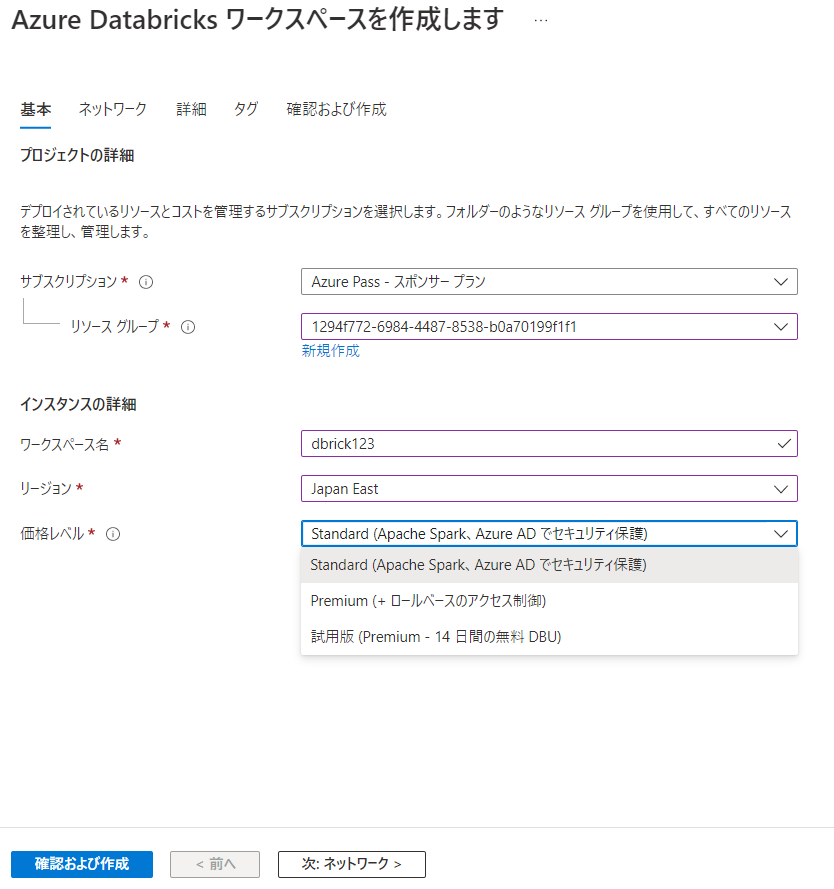 Azure Databricks ワークスペースを作成します …
基本 ネットワーク 詳細 タグ 確認および作成
プロジェクトの詳細
デプロイされているリソースとコストを管理するサブスクリプションを選択します。フォルダーのようなリソース グループを使用して、すべてのリソース
を整理し、管理します。
サブスクリプション *
Azure Pass - スポンサー プラン
リソース グループ *
1294f772-6984-4487-8538-b0a70199f1f1
新規作成
インスタンスの詳細
ワークスペース名 *
dbrick123
リージョン *
Japan East
価格レベル *
Standard (Apache Spark、Azure AD でセキュリティ保護)
Standard (Apache Spark、Azure AD でセキュリティ保護)
Premium (+ ロールベースのアクセス制御)
試用版 (Premium - 14 日間の無料 DBU)
確認および作成 < 前へ 次: ネットワーク >